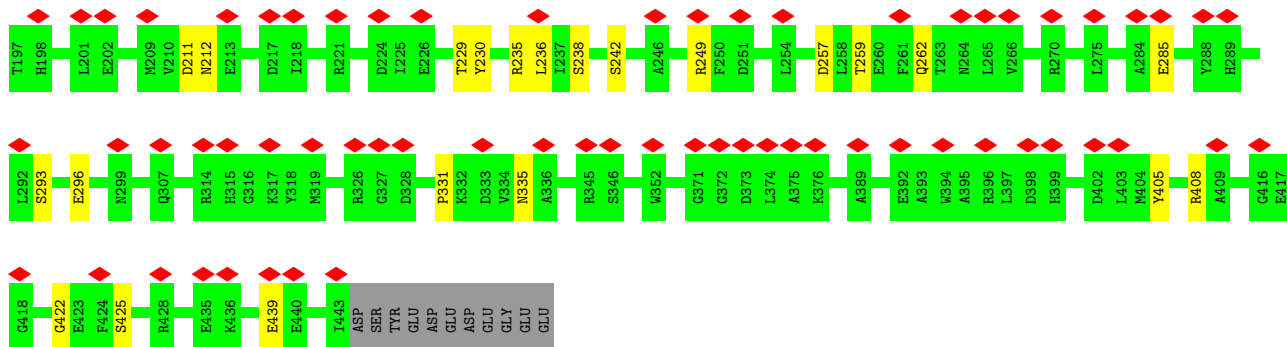 T197 H198 L201 E202 M209 V210 D211 N212 E213 D217 I218 R221 D224 I225 E226 T229 Y230 R235 L236 I237 S238 S242 A246 R249 F250 D251 L254 D257 L258 T259 E260 F261 Q262 T263 N264 L265 V266 R270 L275 A284 E285 Y288 H289
L292 S293 E296 N299 Q307 R314 H315 G316 K317 Y318 M319 R326 G327 D328 P331 K332 D333 V334 N335 A336 R345 S346 W352 G371 G372 D373 L374 A375 K376 A389 E392 A393 W394 A395 R396 L397 D398 H399 D402 L403 M404 Y405 R408 A409 G416 E417
G418 G422 E423 F424 S425 R428 E435 K436 E439 E440 I443 ASP SER TYR GLU ASP GLU ASP GLU GLY GLU GLU